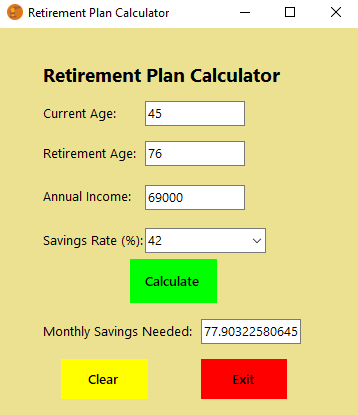 Retirement Plan Calculator
Retirement Plan Calculator
Current Age: 45
Retirement Age: 76
Annual Income: 69000
Savings Rate (%): 42
Calculate
Monthly Savings Needed: 77.90322580645
Clear Exit